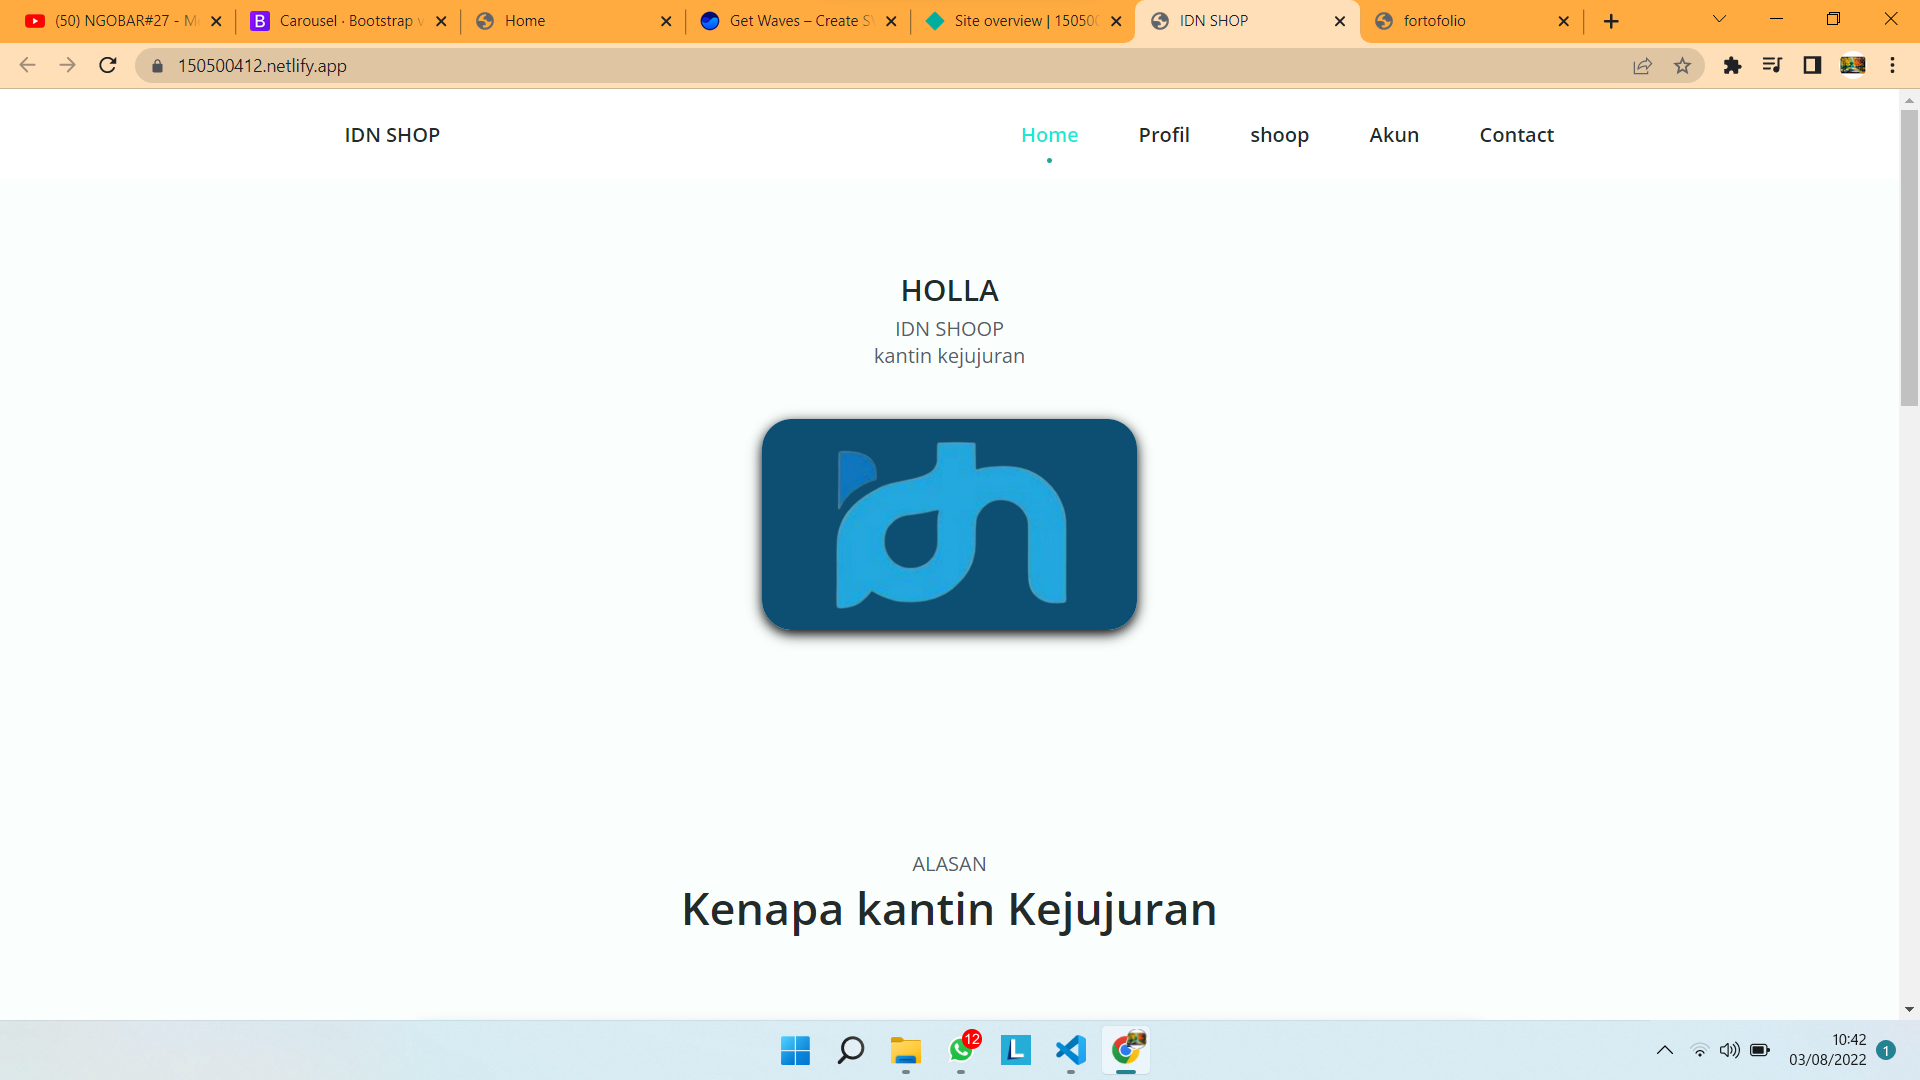 (50) NGOBAR#27 - M
Carousel · Bootstrap v
Home
Get Waves – Create S
Site overview | 15050
IDN SHOP
fortofolio
150500412.netlify.app
IDN SHOP
Home
Profil
shoop
Akun
Contact
HOLLA
IDN SHOOP
kantin kejujuran
idn
ALASAN
Kenapa kantin Kejujuran
12
L
10:42
03/08/2022
1